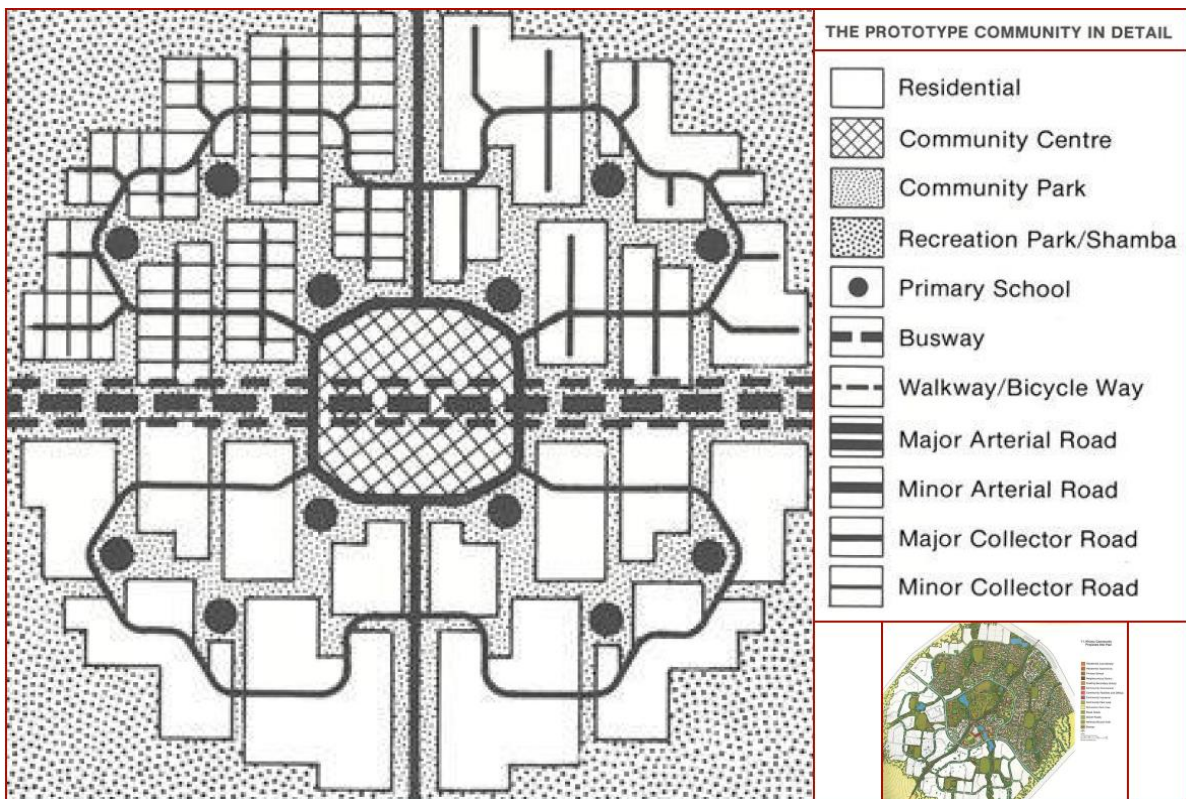 THE PROTOTYPE COMMUNITY IN DETAIL
Residential
Community Centre
Community Park
Recreation Park/Shamba
Primary School
Busway
Walkway/Bicycle Way
Major Arterial Road
Minor Arterial Road
Major Collector Road
Minor Collector Road